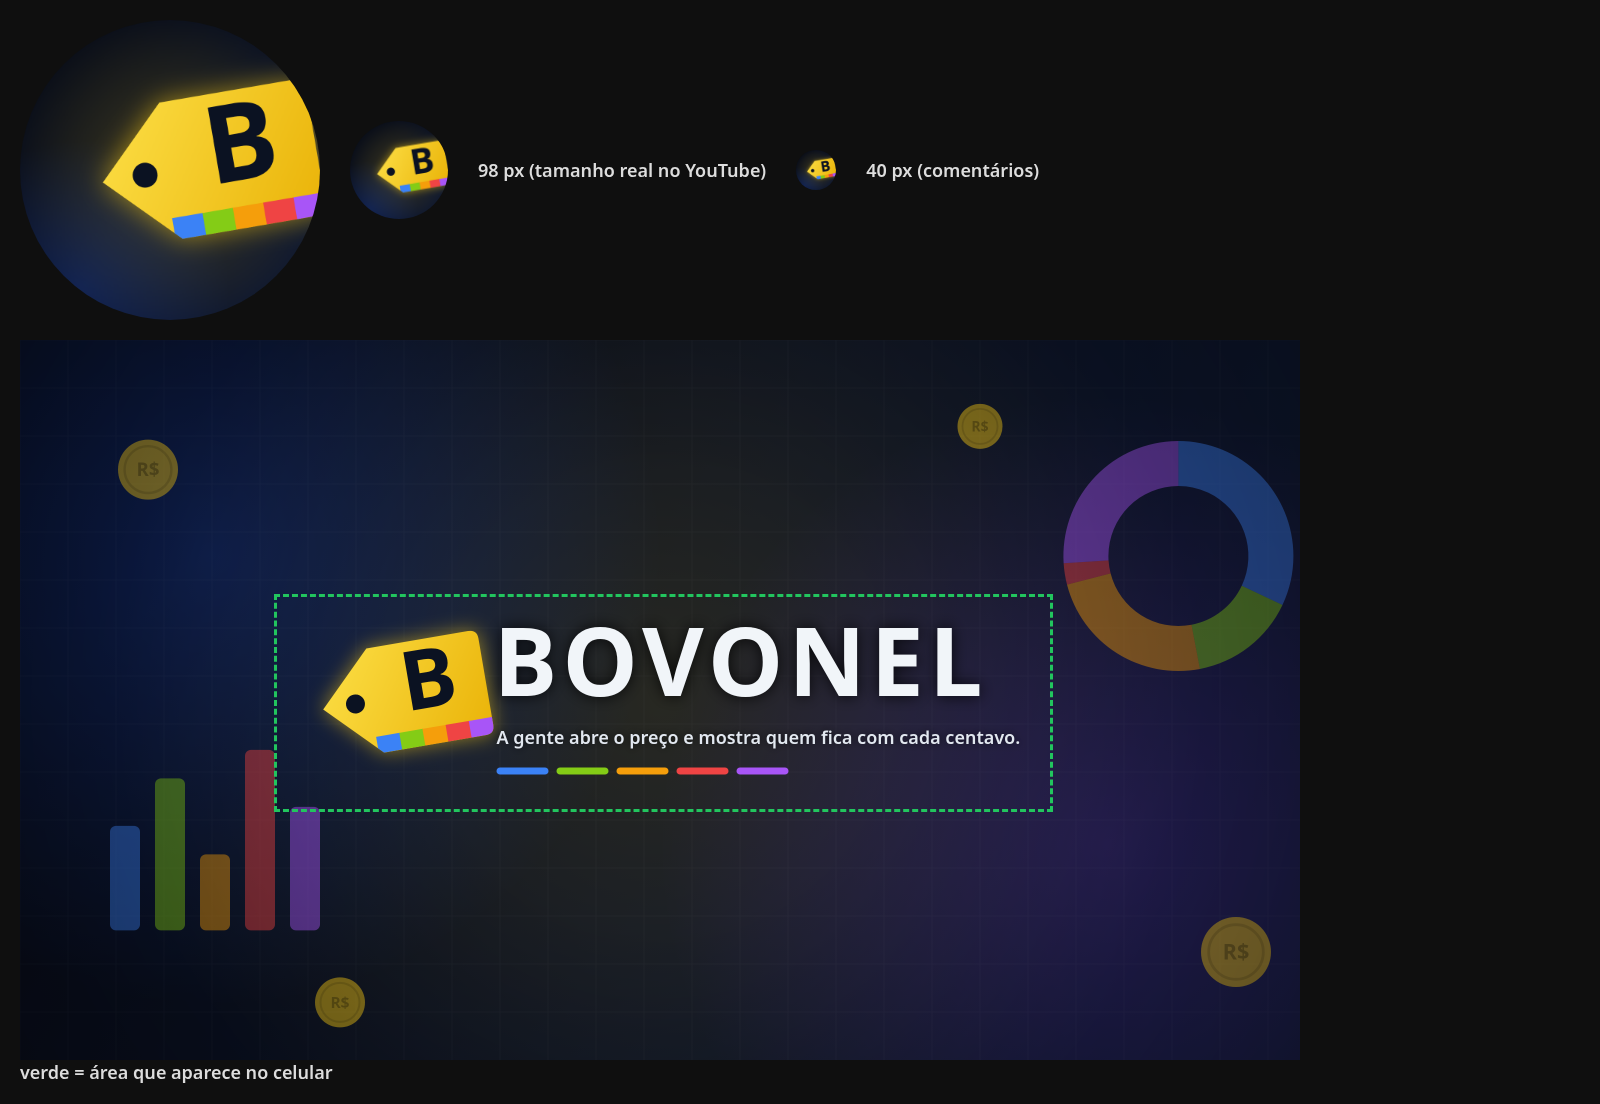 B
B
98 px (tamanho real no YouTube)
B
40 px (comentários)
R$
R$
B
BOVONEL
A gente abre o preço e mostra quem fica com cada centavo.
R$
R$
verde = área que aparece no celular